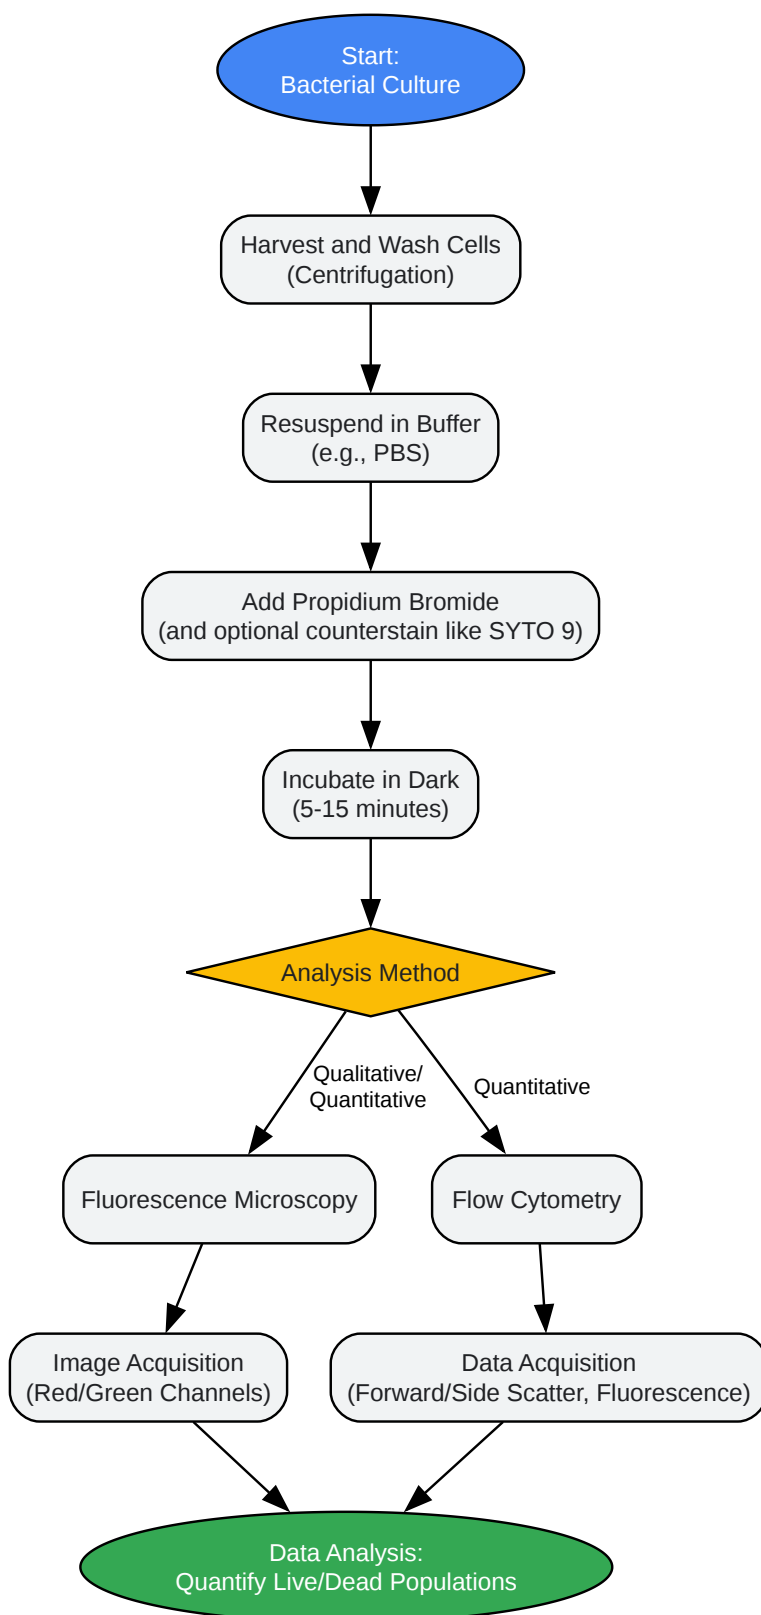 Start:
Bacterial Culture
Harvest and Wash Cells
(Centrifugation)
Resuspend in Buffer
(e.g., PBS)
Add Propidium Bromide
(and optional counterstain like SYTO 9)
Incubate in Dark
(5-15 minutes)
Analysis Method
Qualitative/
Quantitative
Quantitative
Fluorescence Microscopy
Flow Cytometry
Image Acquisition
(Red/Green Channels)
Data Acquisition
(Forward/Side Scatter, Fluorescence)
Data Analysis:
Quantify Live/Dead Populations